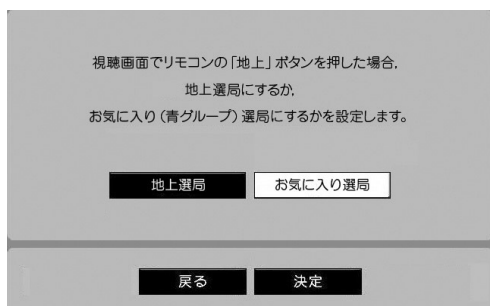 視聴画面でリモコンの「地上」ボタンを押した場合,
地上選局にするか,
お気に入り（青グループ）選局にするかを設定します。
地上選局 お気に入り選局
戻る 決定